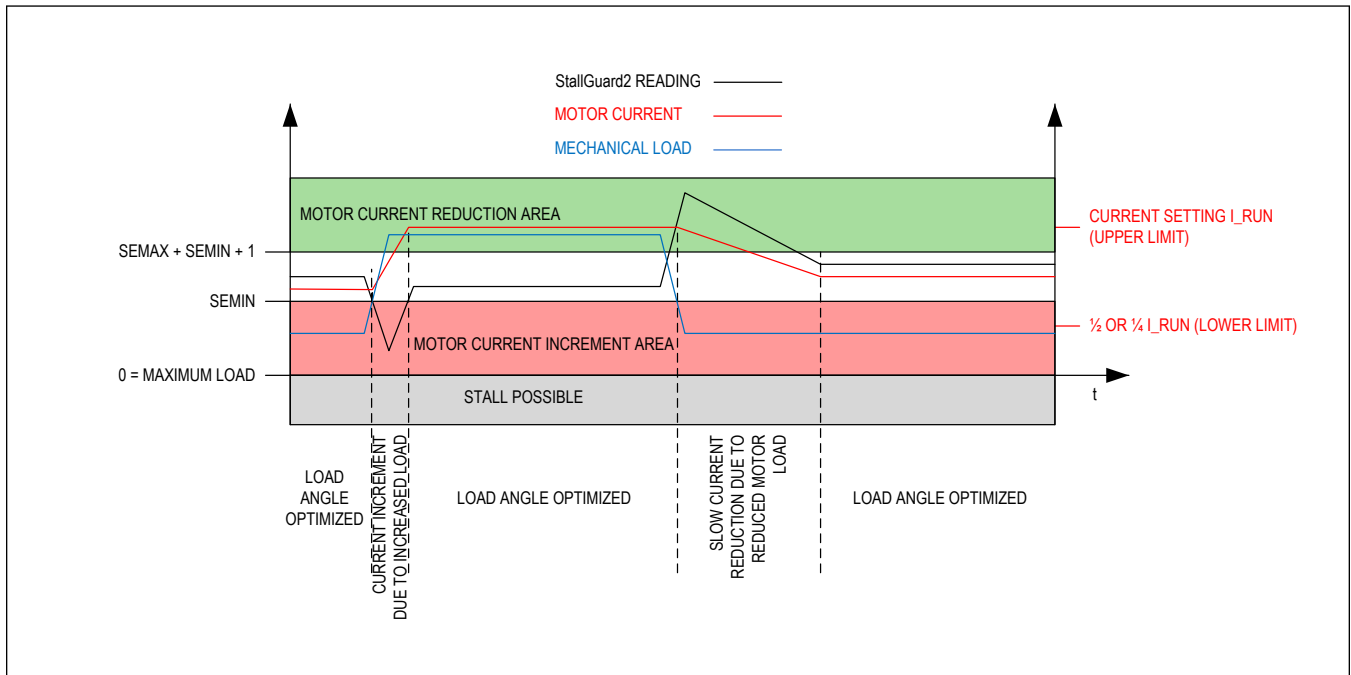 StallGuard2 READING
MOTOR CURRENT
MECHANICAL LOAD
MOTOR CURRENT REDUCTION AREA
CURRENT SETTING I_RUN
(UPPER LIMIT)
SEMAX + SEMIN + 1
SEMIN
½ OR ¼ I_RUN (LOWER LIMIT)
MOTOR CURRENT INCREMENT AREA
0 = MAXIMUM LOAD
STALL POSSIBLE
t
LOAD
ANGLE
OPTIMIZED
CURRENT INCREMENT
DUE TO INCREASED LOAD
LOAD ANGLE OPTIMIZED
SLOW CURRENT
REDUCTION DUE TO
REDUCED MOTOR
LOAD
LOAD ANGLE OPTIMIZED